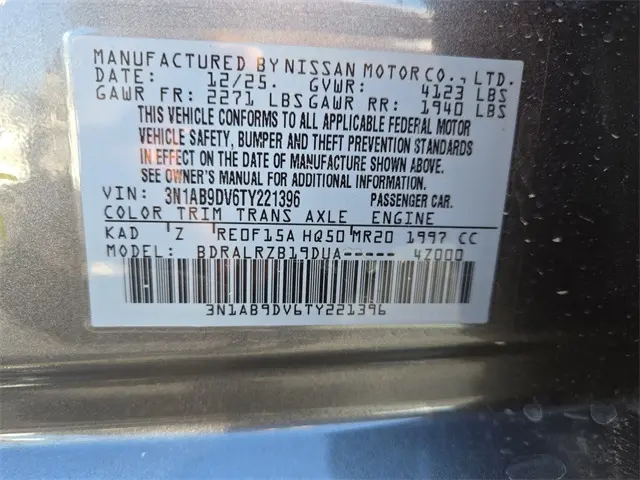 MANUFACTURED BY NISSAN MOTOR CO., LTD.
DATE: 12/25. GVWR: 4123 LBS
GAWR FR: 2271 LBS GAWR RR: 1940 LBS
THIS VEHICLE CONFORMS TO ALL APPLICABLE FEDERAL MOTOR
VEHICLE SAFETY, BUMPER AND THEFT PREVENTION STANDARDS
IN EFFECT ON THE DATE OF MANUFACTURE SHOWN ABOVE.
SEE OWNER'S MANUAL FOR ADDITIONAL INFORMATION.
VIN: 3N1AB9DV6TY221396 PASSENGER CAR.
COLOR TRIM TRANS AXLE ENGINE
KAD Z RE0F15A HQ50 MR20 1997 CC
MODEL: BDRALRZB19DUA----- 4Z000
3N1AB9DV6TY221396